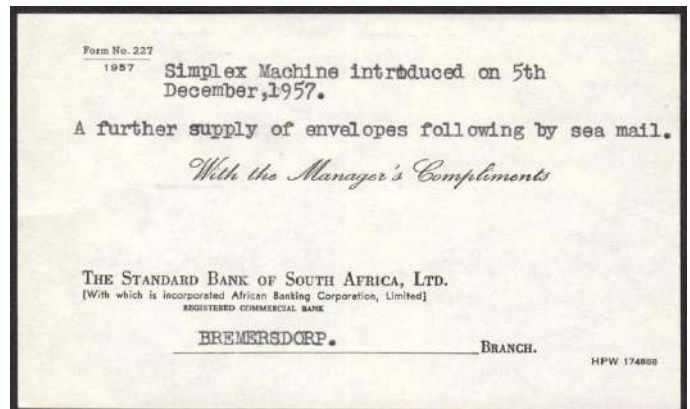 Form No. 227
1957
Simplex Machine introduced on 5th
December,1957.
A further supply of envelopes following by sea mail.
With the Manager's Compliments
THE STANDARD BANK OF SOUTH AFRICA, LTD.
[With which is incorporated African Banking Corporation, Limited]
REGISTERED COMMERCIAL BANK
BREMERSDORP.
BRANCH.
HPW